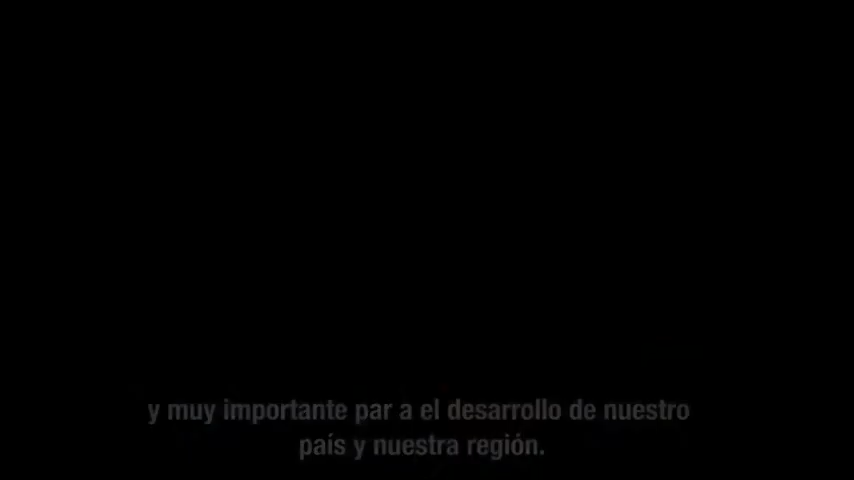 y muy importante par a el desarrollo de nuestro
país y nuestra región.